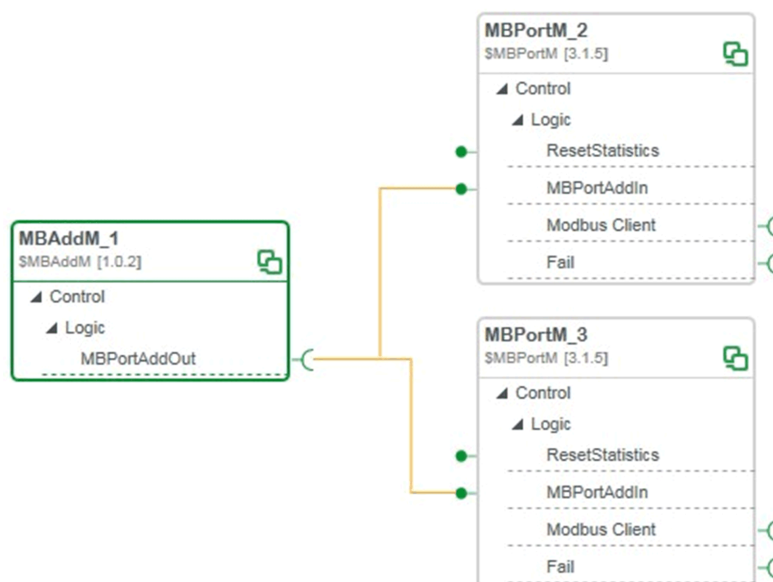 MBPortM_2
$MBPortM [3.1.5]
Control
Logic
ResetStatistics
MBPortAddIn
Modbus Client
Fail
MBAddM_1
$MBAddM [1.0.2]
Control
Logic
MBPortAddOut
MBPortM_3
$MBPortM [3.1.5]
Control
Logic
ResetStatistics
MBPortAddIn
Modbus Client
Fail